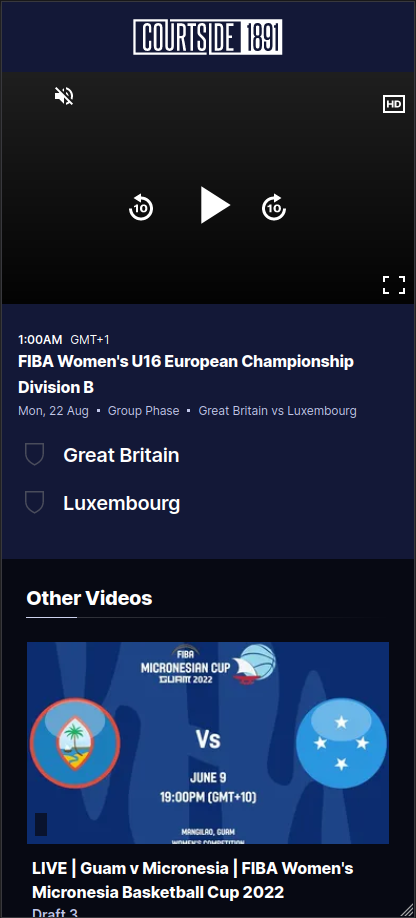 COURTSIDE 1891
HD
10
10
1:00AM GMT+1
FIBA Women's U16 European Championship
Division B
Mon, 22 Aug • Group Phase • Great Britain vs Luxembourg
Great Britain
Luxembourg
Other Videos
FIBA
MICRONESIAN CUP
GUAM 2022
Vs
JUNE 9
19:00PM (GMT+10)
MANGILAO, GUAM
WOMEN'S COMPETITION
LIVE | Guam v Micronesia | FIBA Women's
Micronesia Basketball Cup 2022
Draft 3